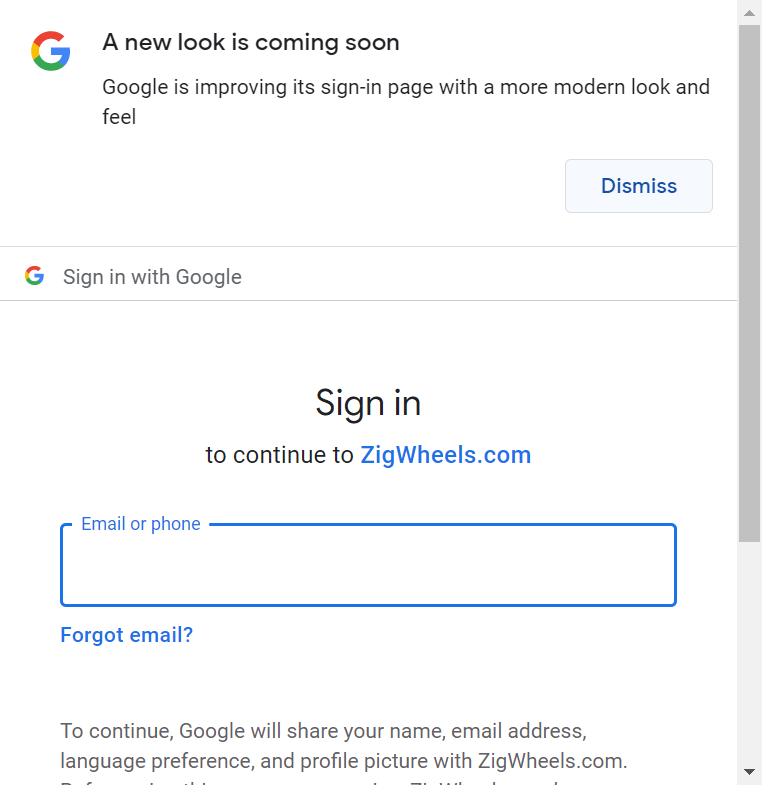 A new look is coming soon
Google is improving its sign-in page with a more modern look and
feel
Dismiss
Sign in with Google
Sign in
to continue to ZigWheels.com
Email or phone
Forgot email?
To continue, Google will share your name, email address,
language preference, and profile picture with ZigWheels.com.